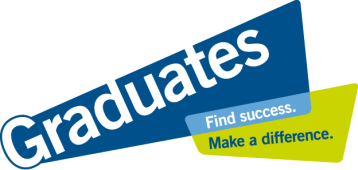 Graduates
Find success.
Make a difference.